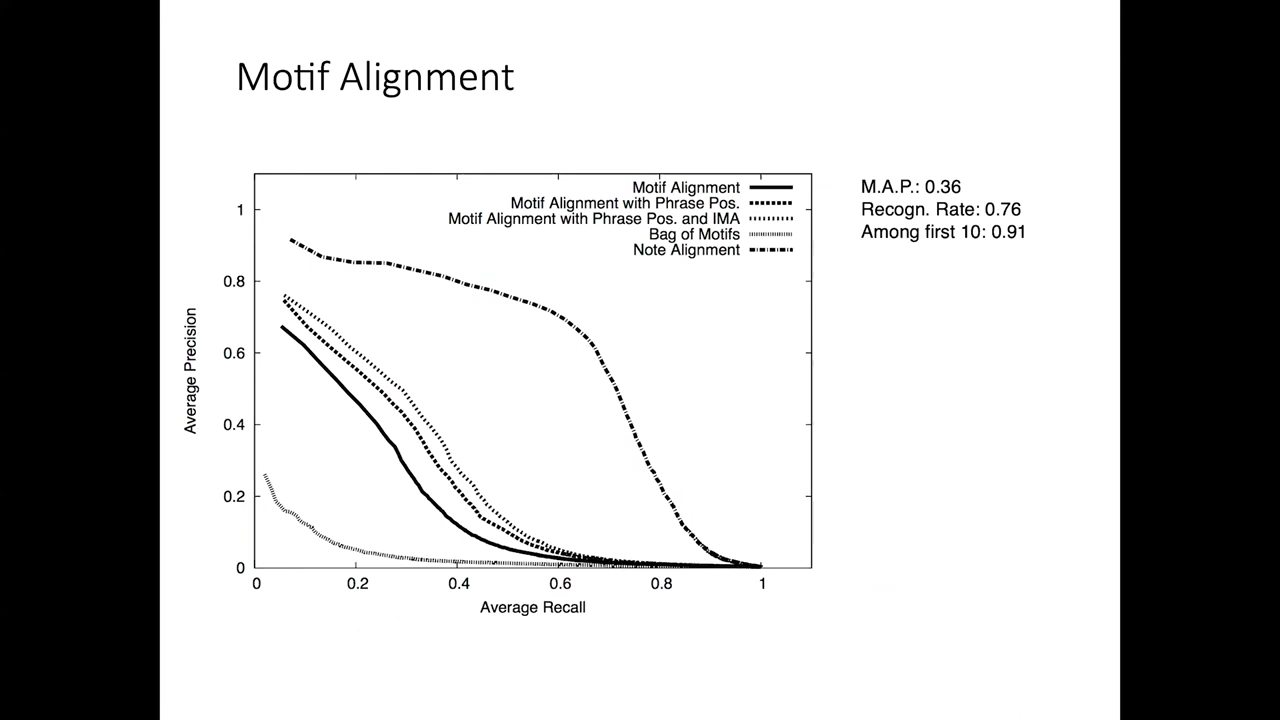 Motif Alignment
Motif Alignment
Motif Alignment with Phrase Pos.
Motif Alignment with Phrase Pos. and IMA
Bag of Motifs
Note Alignment
M.A.P.: 0.36
Recogn. Rate: 0.76
Among first 10: 0.91
Average Precision
1
0.8
0.6
0.4
0.2
0
0 0.2 0.4 0.6 0.8 1
Average Recall